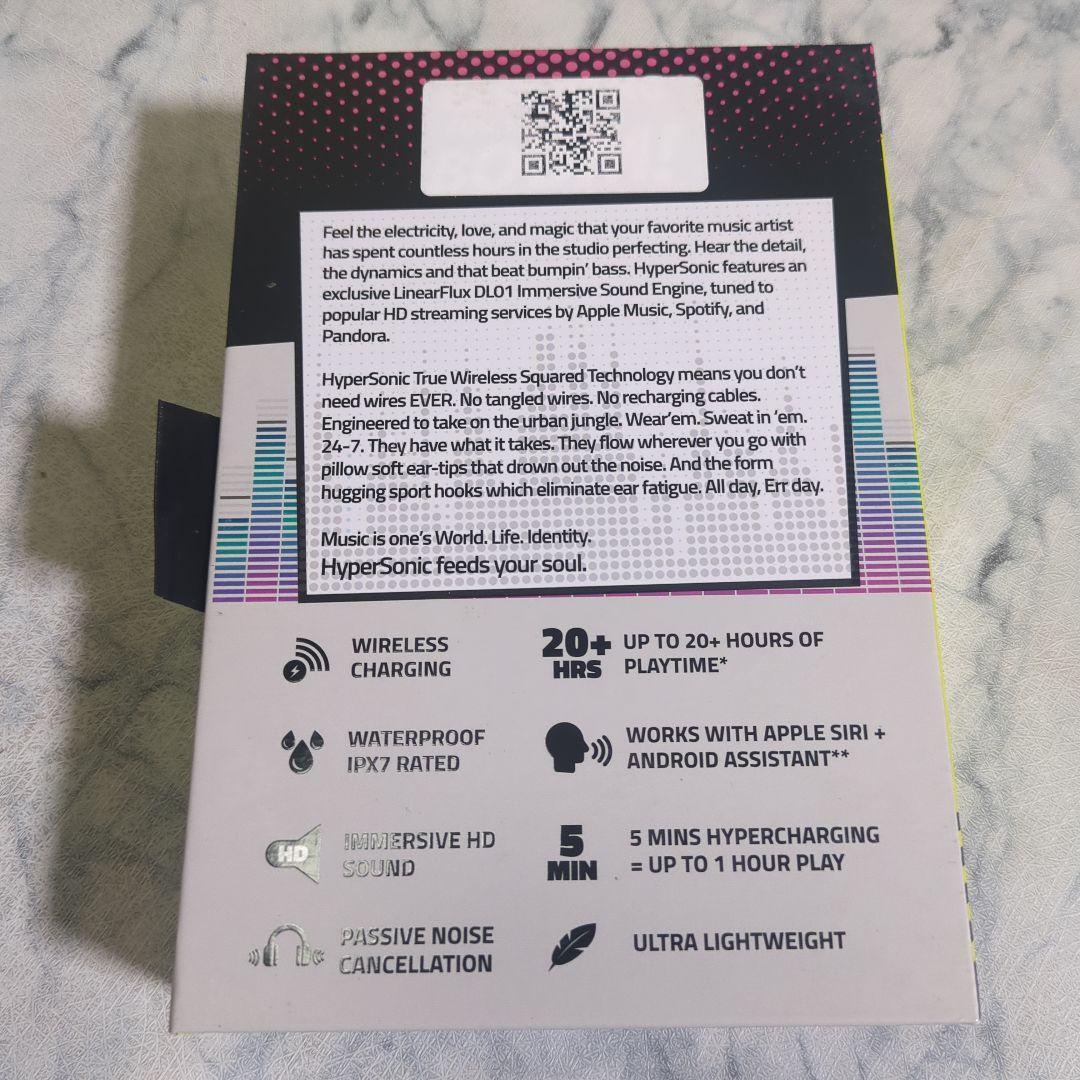 Feel the electricity, love, and magic that your favorite music artist
has spent countless hours in the studio perfecting. Hear the detail,
the dynamics and that beat bumpin' bass. HyperSonic features an
exclusive LinearFlux DL01 Immersive Sound Engine, tuned to
popular HD streaming services by Apple Music, Spotify, and
Pandora.
HyperSonic True Wireless Squared Technology means you don't
need wires EVER. No tangled wires. No recharging cables.
Engineered to take on the urban jungle. Wear'em. Sweat in 'em.
24-7. They have what it takes. They flow wherever you go with
pillow soft ear-tips that drown out the noise. And the form
hugging sport hooks which eliminate ear fatigue. All day, Err day.
Music is one's World. Life. Identity.
HyperSonic feeds your soul.
WIRELESS
CHARGING
20+
HRS
UP TO 20+ HOURS OF
PLAYTIME*
WATERPROOF
IPX7 RATED
WORKS WITH APPLE SIRI +
ANDROID ASSISTANT**
HD
IMMERSIVE HD
SOUND
5
MIN
5 MINS HYPERCHARGING
= UP TO 1 HOUR PLAY
PASSIVE NOISE
CANCELLATION
ULTRA LIGHTWEIGHT